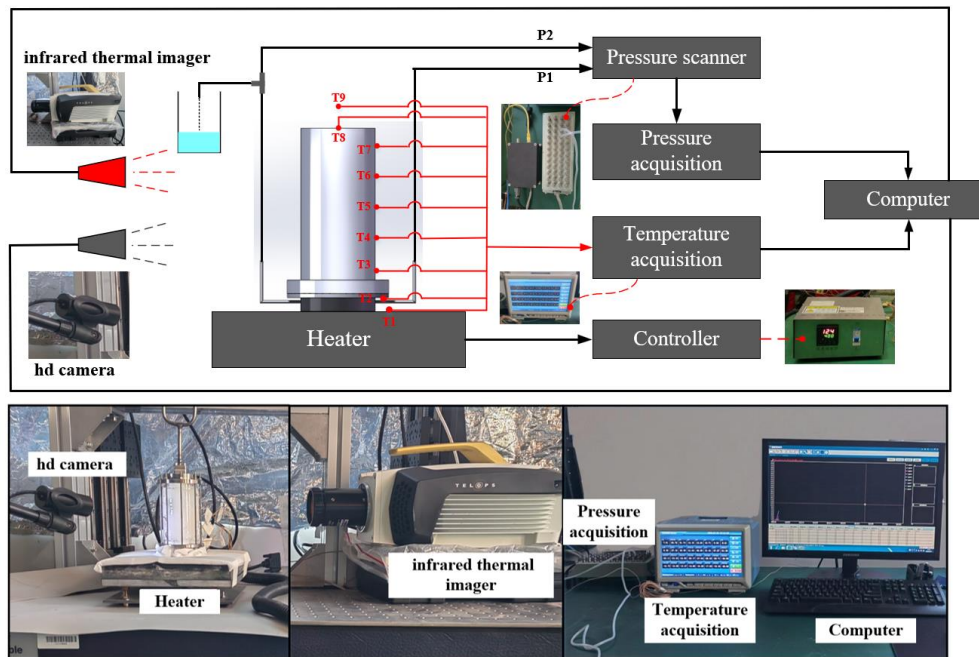 infrared thermal imager
P2
P1
Pressure scanner
T9
T8
T7
T6
T5
T4
T3
T2
T1
Pressure
acquisition
Computer
Temperature
acquisition
Heater
Controller
hd camera
hd camera
Heater
TELOPS
infrared thermal
imager
Pressure
acquisition
Temperature
acquisition
Computer